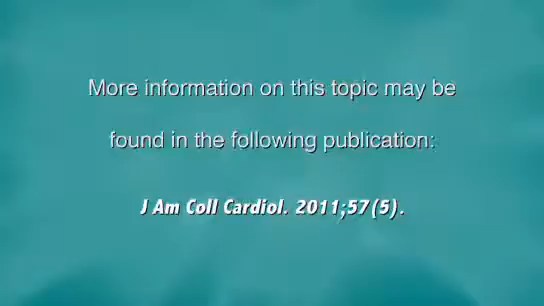 More information on this topic may be
found in the following publication:
J Am Coll Cardiol. 2011;57(5).